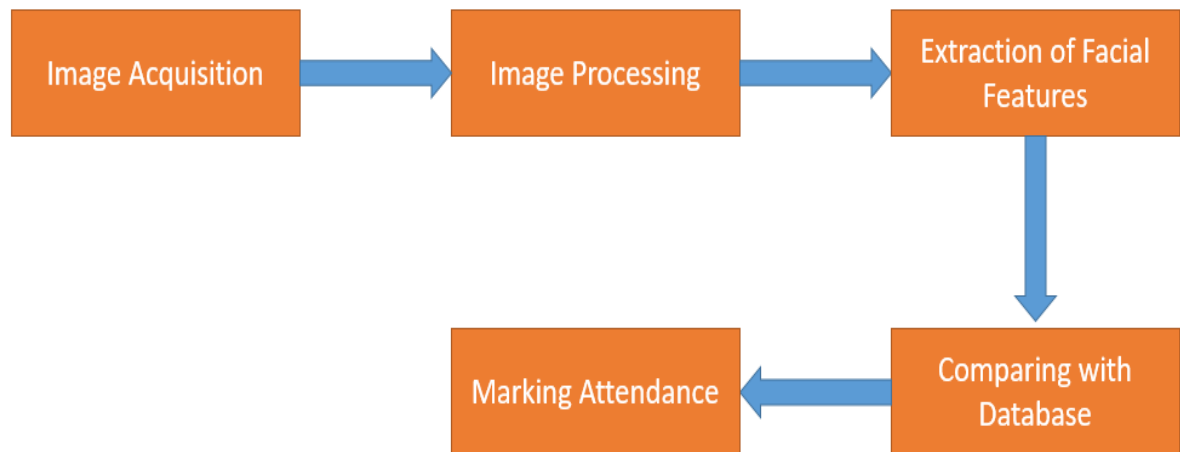 Image Acquisition
Image Processing
Extraction of Facial
Features
Comparing with
Database
Marking Attendance